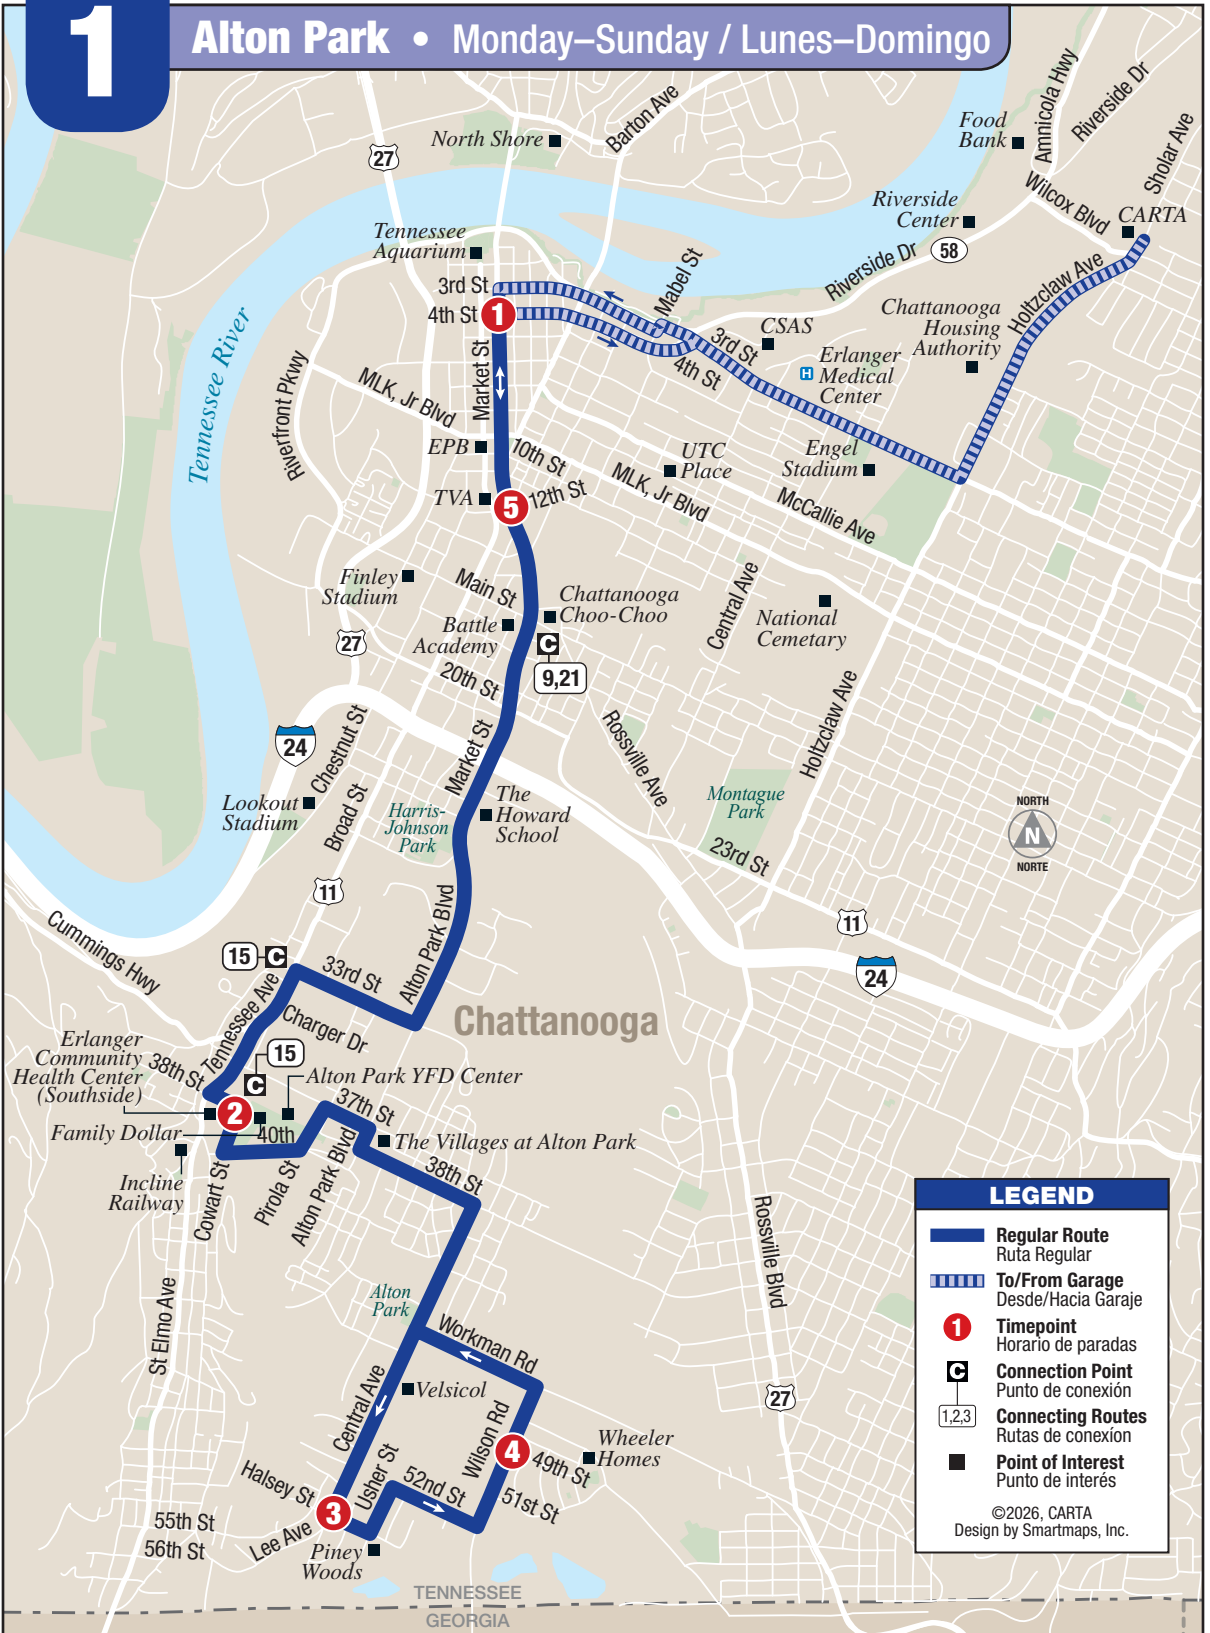 1
Alton Park • Monday–Sunday / Lunes–Domingo
North Shore
Barton Ave
27
Food
Bank
Amnicola Hwy
Riverside Dr
Sholar Ave
Wilcox Blvd
CARTA
Riverside
Center
58
Riverside Dr
Tennessee
Aquarium
3rd St
4th St
1
Mabel St
3rd St
4th St
CSAS
Chattanooga
Housing
Authority
Holtzclaw Ave
H
Erlanger
Medical
Center
Tennessee River
Riverfront Pkwy
MLK, Jr Blvd
Market St
EPB
10th St
UTC
Place
MLK, Jr Blvd
Engel
Stadium
McCallie Ave
TVA
5
12th St
Finley
Stadium
Main St
Chattanooga
Choo-Choo
Battle
Academy
C
9,21
Central Ave
National
Cemetary
27
20th St
24
Chestnut St
Market St
Rossville Ave
Holtzclaw Ave
Lookout
Stadium
Broad St
Harris-
Johnson
Park
The
Howard
School
Montague
Park
23rd St
NORTH
N
NORTE
11
11
24
Cummings Hwy
Alton Park Blvd
15
C
33rd St
Tennessee Ave
Charger Dr
Chattanooga
Erlanger
Community
Health Center
(Southside)
38th St
15
C
Alton Park YFD Center
2
37th St
Family Dollar
40th
The Villages at Alton Park
Incline
Railway
Cowart St
Pirola St
Alton Park Blvd
38th St
Rossville Blvd
St Elmo Ave
Alton
Park
Workman Rd
Central Ave
Velsicol
27
Wilson Rd
4
49th St
Wheeler
Homes
Halsey St
Usher St
52nd St
51st St
3
55th St
56th St
Lee Ave
Piney
Woods
TENNESSEE
GEORGIA
LEGEND
Regular Route
Ruta Regular
To/From Garage
Desde/Hacia Garaje
1
Timepoint
Horario de paradas
C
Connection Point
Punto de conexión
1,2,3
Connecting Routes
Rutas de conexíon
Point of Interest
Punto de interés
©2026, CARTA
Design by Smartmaps, Inc.